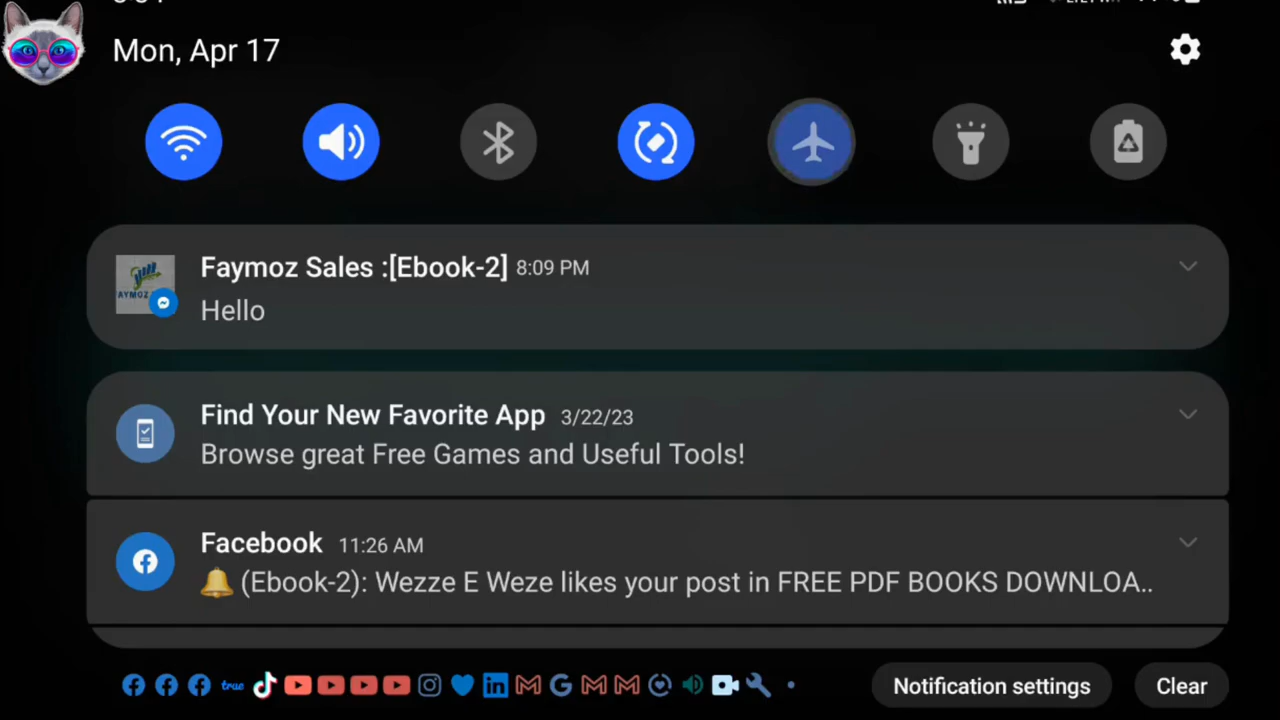 Mon, Apr 17
Faymoz Sales :[Ebook-2] 8:09 PM
Hello
Find Your New Favorite App 3/22/23
Browse great Free Games and Useful Tools!
Facebook 11:26 AM
🔔 (Ebook-2): Wezze E Weze likes your post in FREE PDF BOOKS DOWNLOA..
true
Notification settings
Clear